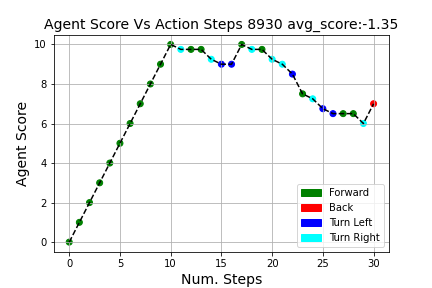 Agent Score Vs Action Steps 8930 avg_score:-1.35
Agent Score
10
8
6
4
2
0
Forward
Back
Turn Left
Turn Right
0 5 10 15 20 25 30
Num. Steps